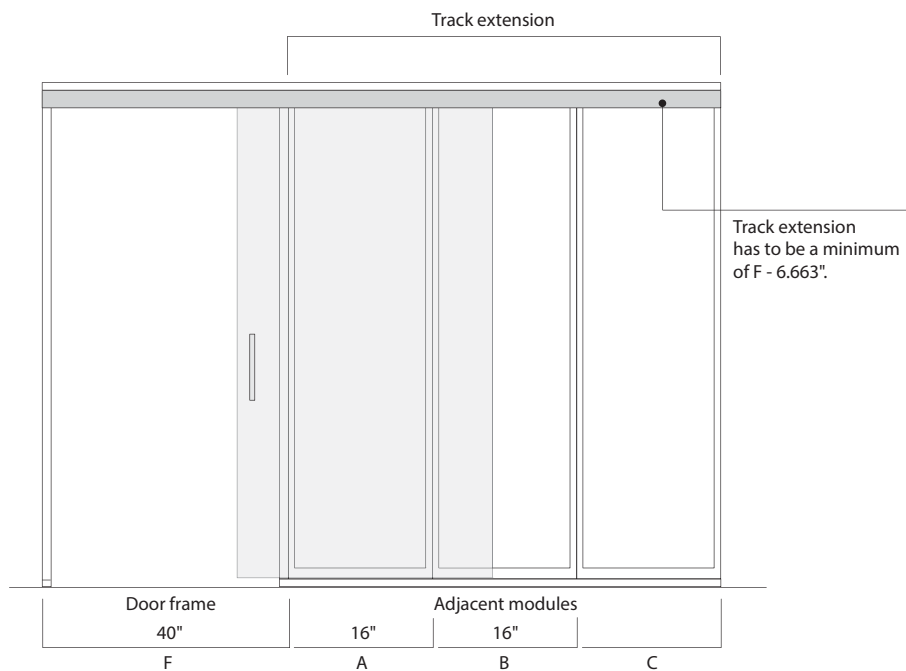 Track extension
Track extension
has to be a minimum
of F - 6.663".
Door frame
Adjacent modules
40"
16"
16"
F
A
B
C